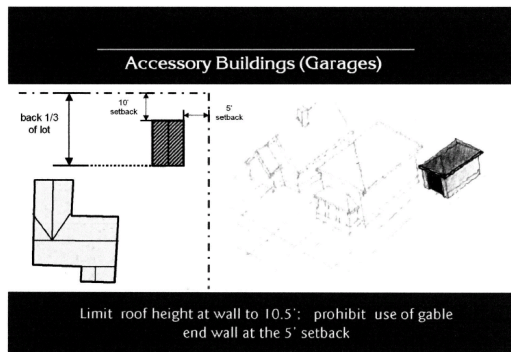 Accessory Buildings (Garages)
back 1/3
of lot
10'
setback
5'
setback
Limit roof height at wall to 10.5': prohibit use of gable
end wall at the 5' setback